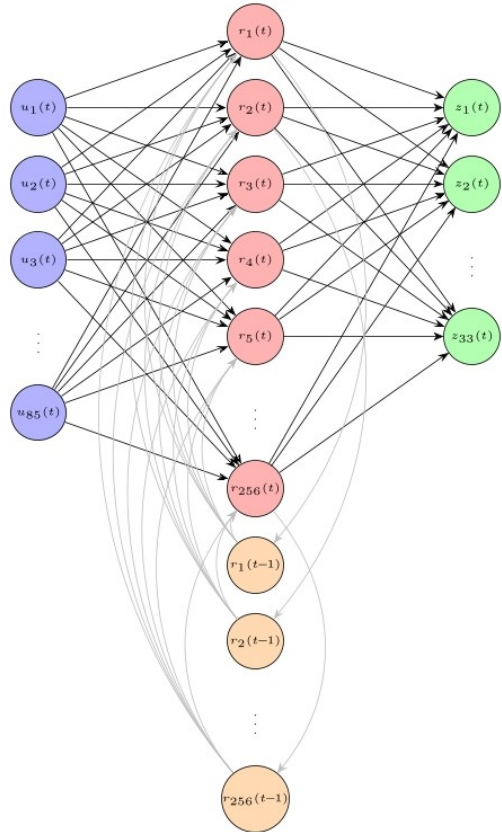 r₁(t)
u₁(t)
r₂(t)
z₁(t)
u₂(t)
r₃(t)
z₂(t)
u₃(t)
r₄(t)
⋮
⋮
r₅(t)
z₃₃(t)
u₈₅(t)
⋮
r₂₅₆(t)
r₁(t−1)
r₂(t−1)
⋮
r₂₅₆(t−1)